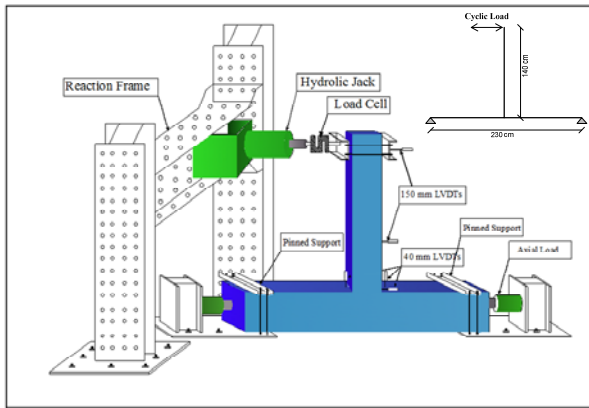 Cyclic Load
140 cm
230 cm
Reaction Frame
Hydrolic Jack
Load Cell
150 mm LVDTs
Pinned Support
Pinned Support
40 mm LVDTs
Axial Load